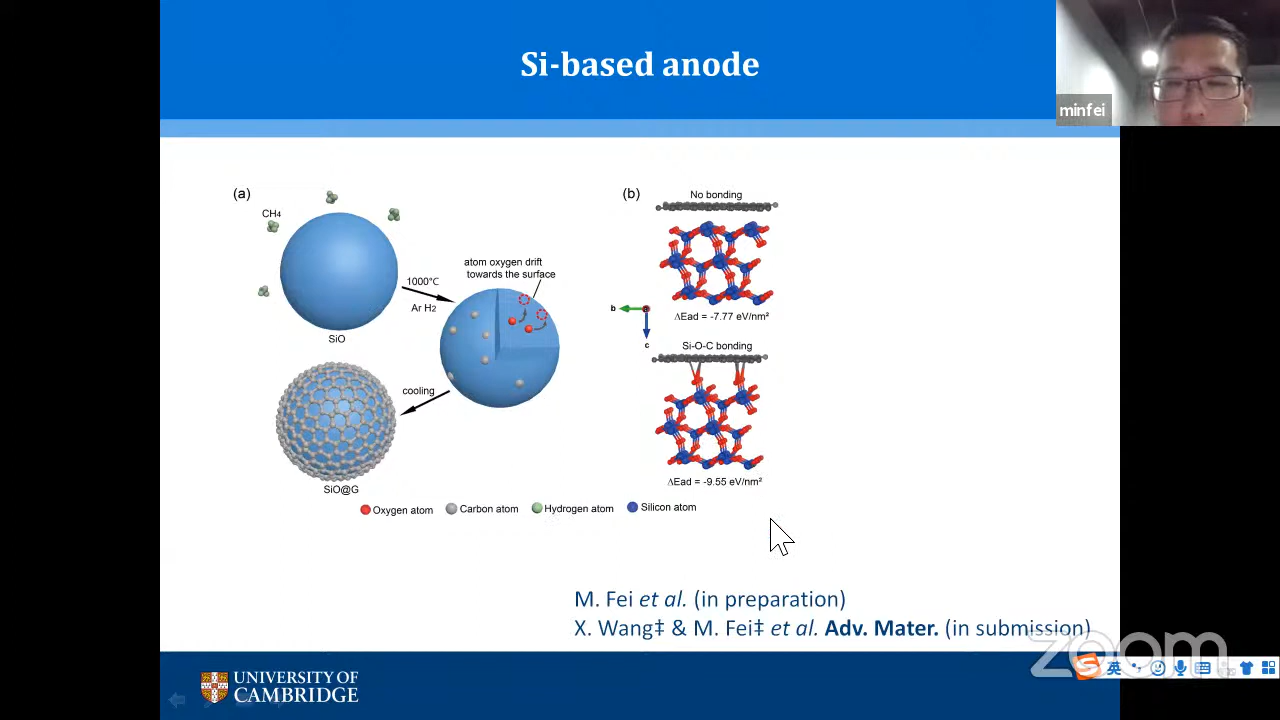 Si-based anode
minfei
(a)
CH4
1000℃
Ar H2
SiO
atom oxygen drift
towards the surface
cooling
SiO@G
(b)
No bonding
ΔEad = -7.77 eV/nm²
b
a
c
Si-O-C bonding
ΔEad = -9.55 eV/nm²
Oxygen atom
Carbon atom
Hydrogen atom
Silicon atom
M. Fei et al. (in preparation)
X. Wang‡ & M. Fei‡ et al. Adv. Mater. (in submission)
zoom
英
UNIVERSITY OF
CAMBRIDGE